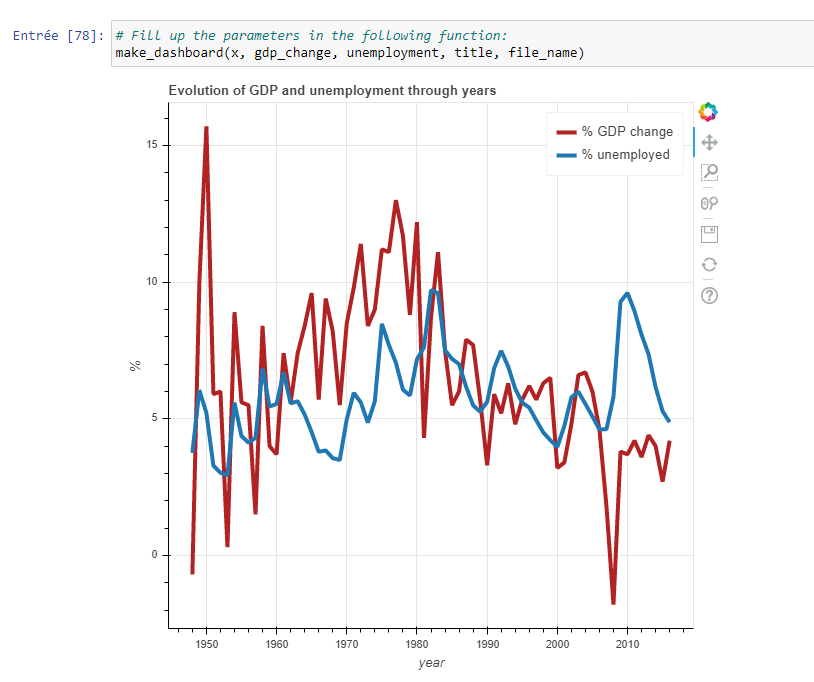 Entrée [78]: # Fill up the parameters in the following function:
make_dashboard(x, gdp_change, unemployment, title, file_name)
Evolution of GDP and unemployment through years
% GDP change
% unemployed
15
10
5
0
%
1950 1960 1970 1980 1990 2000 2010
year